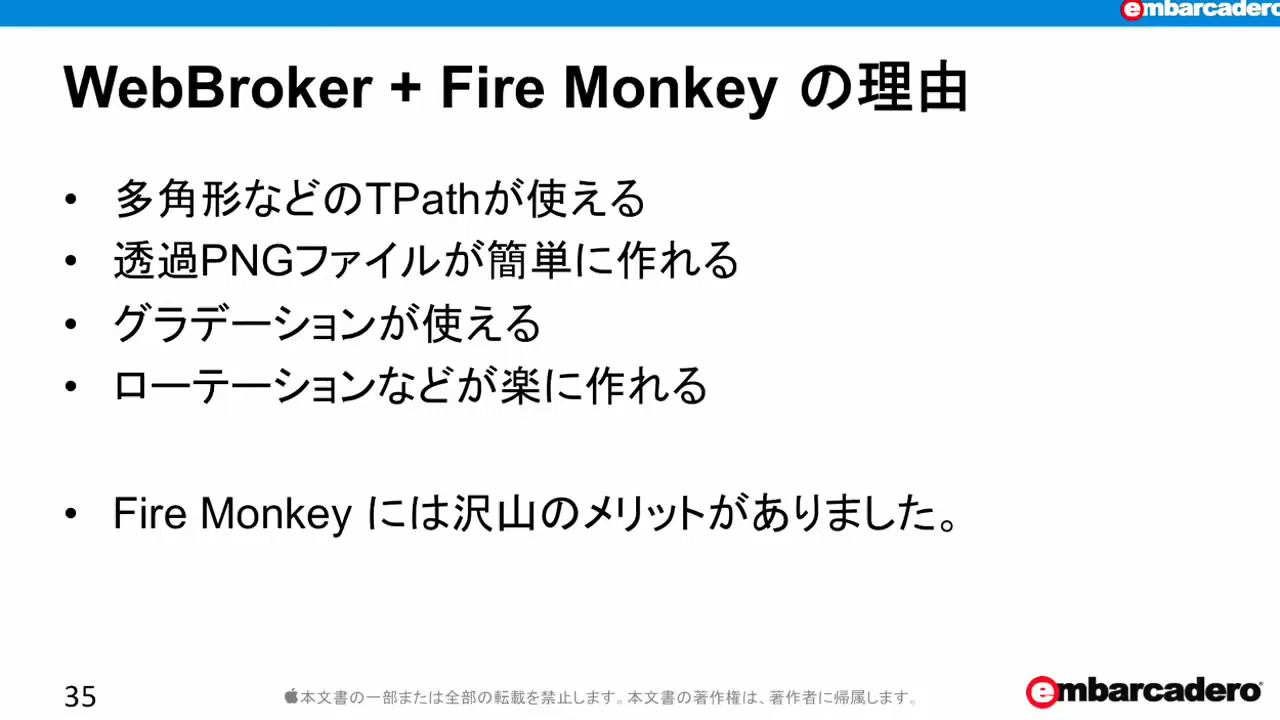 embarcadero
WebBroker + Fire Monkey の理由
• 多角形などのTPathが使える
• 透過PNGファイルが簡単に作れる
• グラデーションが使える
• ローテーションなどが楽に作れる
• Fire Monkey には沢山のメリットがありました。
35
本文書の一部または全部の転載を禁止します。本文書の著作権は、著作者に帰属します。
embarcadero®